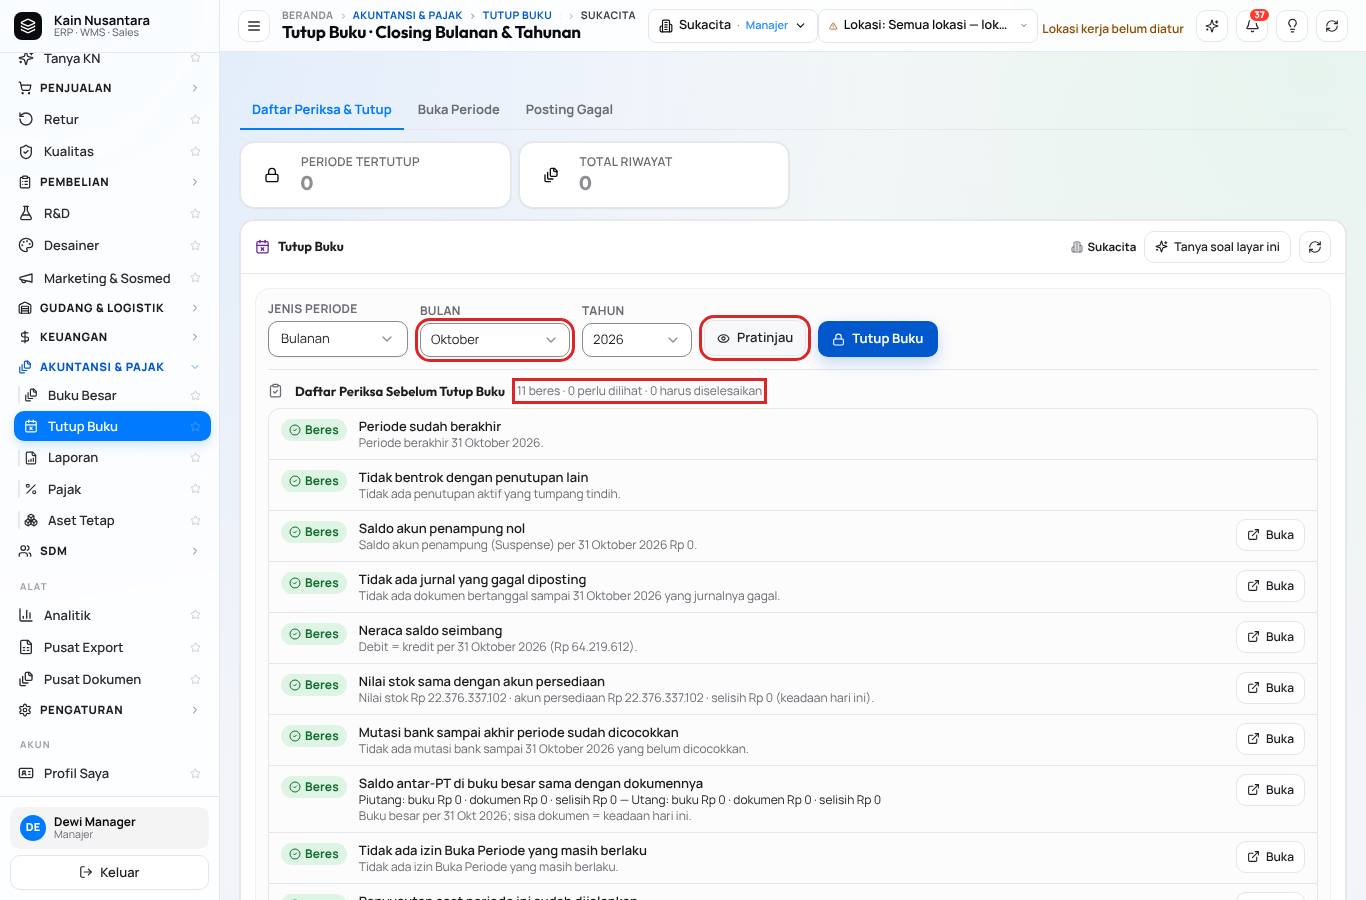 Kain Nusantara
ERP · WMS · Sales
Tanya KN
PENJUALAN
Retur
Kualitas
PEMBELIAN
R&D
Desainer
Marketing & Sosmed
GUDANG & LOGISTIK
KEUANGAN
AKUNTANSI & PAJAK
Buku Besar
Tutup Buku
Laporan
Pajak
Aset Tetap
SDM
ALAT
Analitik
Pusat Export
Pusat Dokumen
PENGATURAN
AKUN
Profil Saya
DE
Dewi Manager
Manajer
Keluar
BERANDA › AKUNTANSI & PAJAK › TUTUP BUKU › SUKACITA
Tutup Buku · Closing Bulanan & Tahunan
Sukacita · Manajer
Lokasi: Semua lokasi — lok...
Lokasi kerja belum diatur
37
Daftar Periksa & Tutup
Buka Periode
Posting Gagal
PERIODE TERTUTUP
0
TOTAL RIWAYAT
0
Tutup Buku
Sukacita
Tanya soal layar ini
JENIS PERIODE
Bulanan
BULAN
Oktober
TAHUN
2026
Pratinjau
Tutup Buku
Daftar Periksa Sebelum Tutup Buku
11 beres · 0 perlu dilihat · 0 harus diselesaikan
Beres
Periode sudah berakhir
Periode berakhir 31 Oktober 2026.
Beres
Tidak bentrok dengan penutupan lain
Tidak ada penutupan aktif yang tumpang tindih.
Beres
Saldo akun penampung nol
Saldo akun penampung (Suspense) per 31 Oktober 2026 Rp 0.
Buka
Beres
Tidak ada jurnal yang gagal diposting
Tidak ada dokumen bertanggal sampai 31 Oktober 2026 yang jurnalnya gagal.
Buka
Beres
Neraca saldo seimbang
Debit = kredit per 31 Oktober 2026 (Rp 64.219.612).
Buka
Beres
Nilai stok sama dengan akun persediaan
Nilai stok Rp 22.376.337.102 · akun persediaan Rp 22.376.337.102 · selisih Rp 0 (keadaan hari ini).
Buka
Beres
Mutasi bank sampai akhir periode sudah dicocokkan
Tidak ada mutasi bank sampai 31 Oktober 2026 yang belum dicocokkan.
Buka
Beres
Saldo antar-PT di buku besar sama dengan dokumennya
Piutang: buku Rp 0 · dokumen Rp 0 · selisih Rp 0 — Utang: buku Rp 0 · dokumen Rp 0 · selisih Rp 0
Buku besar per 31 Okt 2026; sisa dokumen = keadaan hari ini.
Buka
Beres
Tidak ada izin Buka Periode yang masih berlaku
Tidak ada izin Buka Periode yang masih berlaku.
Buka
Beres